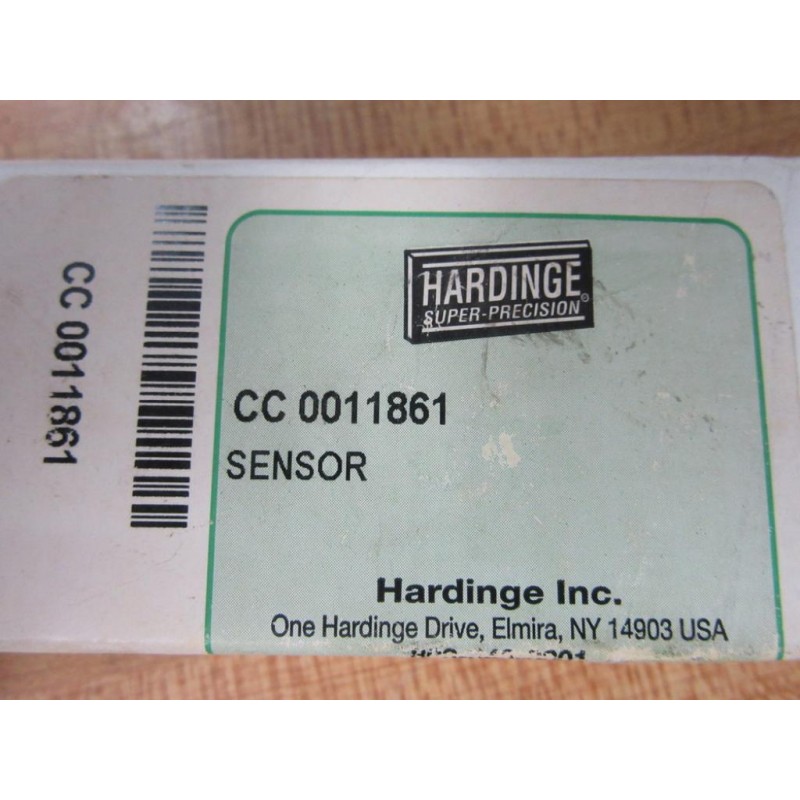 CC 0011861
HARDINGE
SUPER-PRECISION®
CC 0011861
SENSOR
Hardinge Inc.
One Hardinge Drive, Elmira, NY 14903 USA